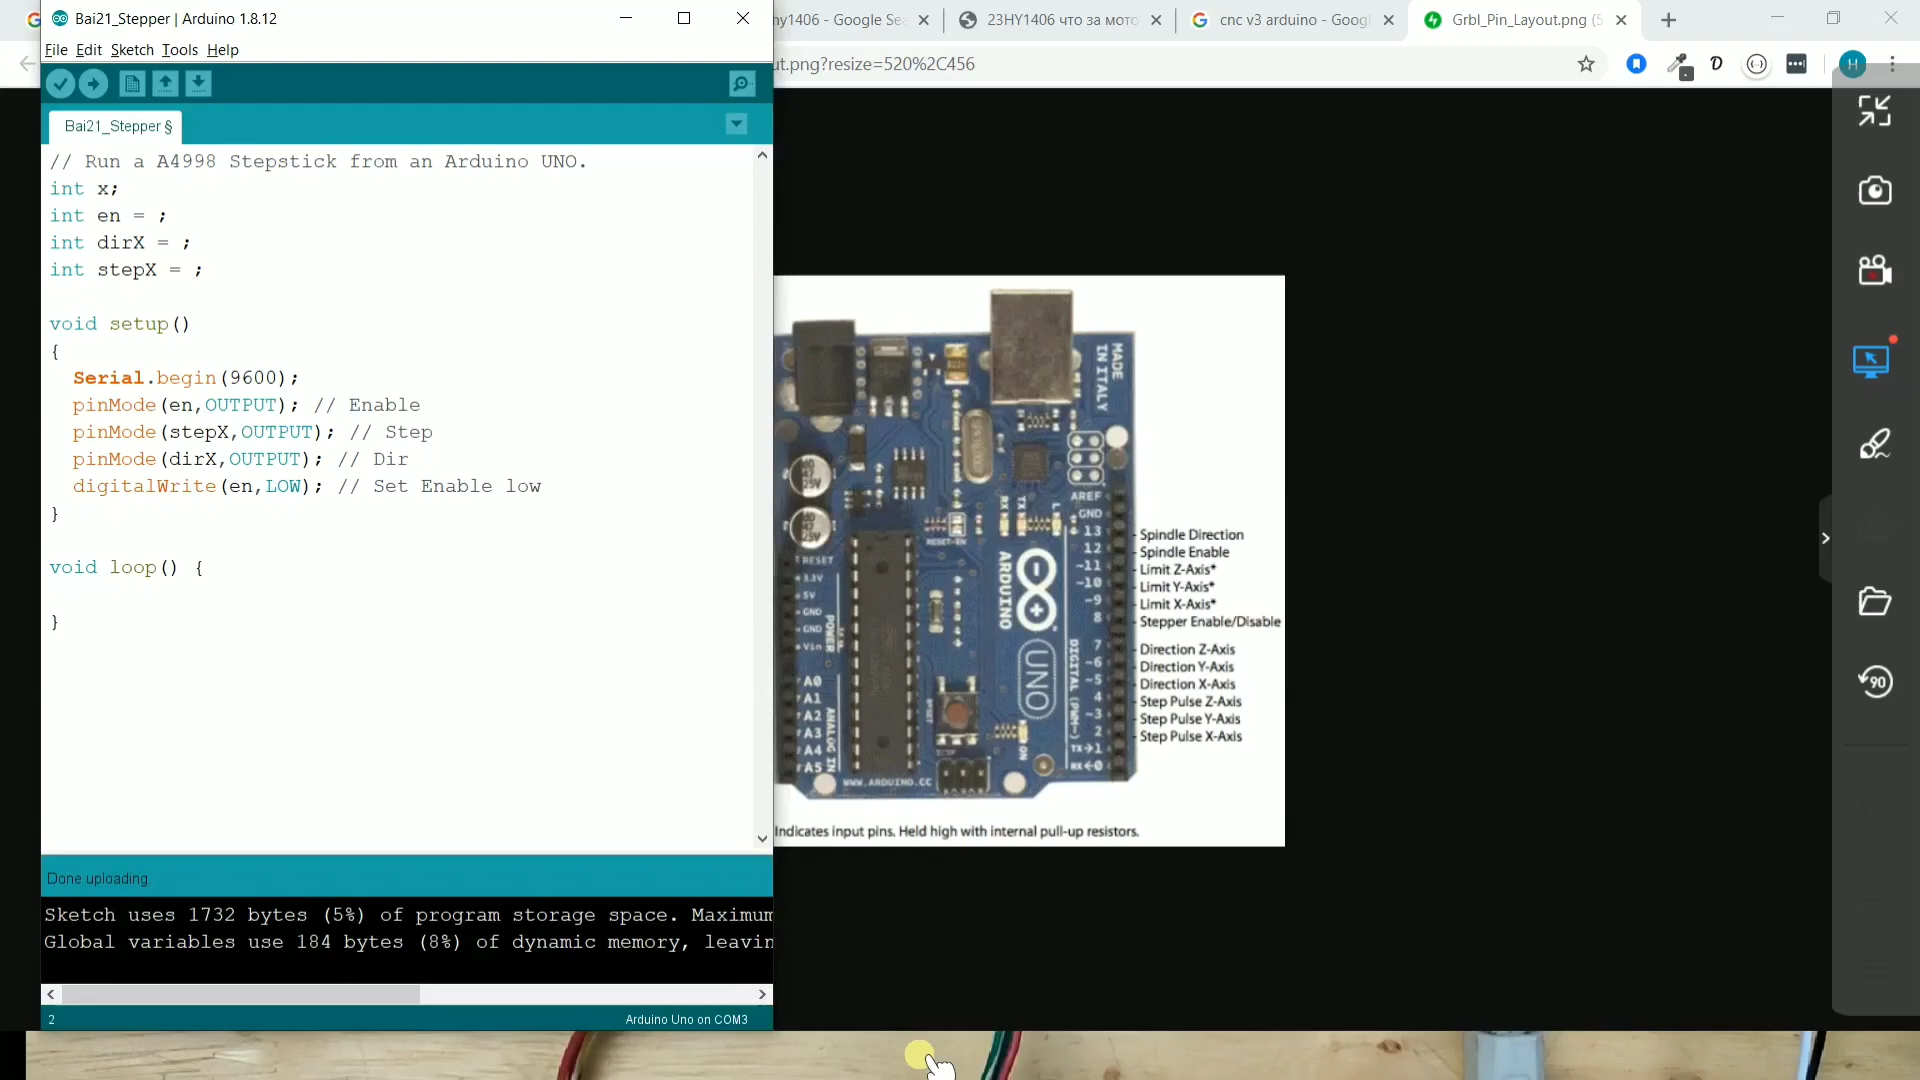 Bai21_Stepper | Arduino 1.8.12
File Edit Sketch Tools Help
Bai21_Stepper §
// Run a A4998 Stepstick from an Arduino UNO.
int x;
int en = ;
int dirX = ;
int stepX = ;
void setup()
{
Serial.begin(9600);
pinMode(en,OUTPUT); // Enable
pinMode(stepX,OUTPUT); // Step
pinMode(dirX,OUTPUT); // Dir
digitalWrite(en,LOW); // Set Enable low
}
void loop() {
}
Done uploading.
Sketch uses 1732 bytes (5%) of program storage space. Maximum
Global variables use 184 bytes (8%) of dynamic memory, leavin
2
Arduino Uno on COM3
ny1406 - Google Sea
23HY1406 что за мото
cnc v3 arduino - Googl
Grbl_Pin_Layout.png (5
ut.png?resize=520%2C456
H
90
MADE
IN ITALY
AREF
GND
13
12
~11
~10
~9
8
7
~6
~5
4
~3
2
TX→1
RX←0
RX
TX
L
RESET-EN
ARDUINO
UNO
DIGITAL (PWM~)
ON
RESET
3.3V
5V
GND
GND
Vin
POWER
A0
A1
A2
A3
A4
A5
ANALOG IN
RESET
WWW.ARDUINO.CC
Spindle Direction
Spindle Enable
Limit Z-Axis*
Limit Y-Axis*
Limit X-Axis*
Stepper Enable/Disable
Direction Z-Axis
Direction Y-Axis
Direction X-Axis
Step Pulse Z-Axis
Step Pulse Y-Axis
Step Pulse X-Axis
Indicates input pins. Held high with internal pull-up resistors.